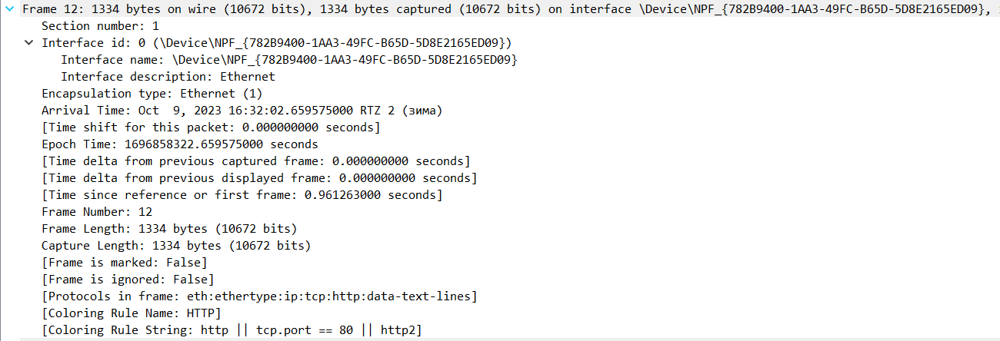 Frame 12: 1334 bytes on wire (10672 bits), 1334 bytes captured (10672 bits) on interface \Device\NPF_{782B9400-1AA3-49FC-B65D-5D8E2165ED09},
Section number: 1
Interface id: 0 (\Device\NPF_{782B9400-1AA3-49FC-B65D-5D8E2165ED09})
Interface name: \Device\NPF_{782B9400-1AA3-49FC-B65D-5D8E2165ED09}
Interface description: Ethernet
Encapsulation type: Ethernet (1)
Arrival Time: Oct  9, 2023 16:32:02.659575000 RTZ 2 (зима)
[Time shift for this packet: 0.000000000 seconds]
Epoch Time: 1696858322.659575000 seconds
[Time delta from previous captured frame: 0.000000000 seconds]
[Time delta from previous displayed frame: 0.000000000 seconds]
[Time since reference or first frame: 0.961263000 seconds]
Frame Number: 12
Frame Length: 1334 bytes (10672 bits)
Capture Length: 1334 bytes (10672 bits)
[Frame is marked: False]
[Frame is ignored: False]
[Protocols in frame: eth:ethertype:ip:tcp:http:data-text-lines]
[Coloring Rule Name: HTTP]
[Coloring Rule String: http || tcp.port == 80 || http2]